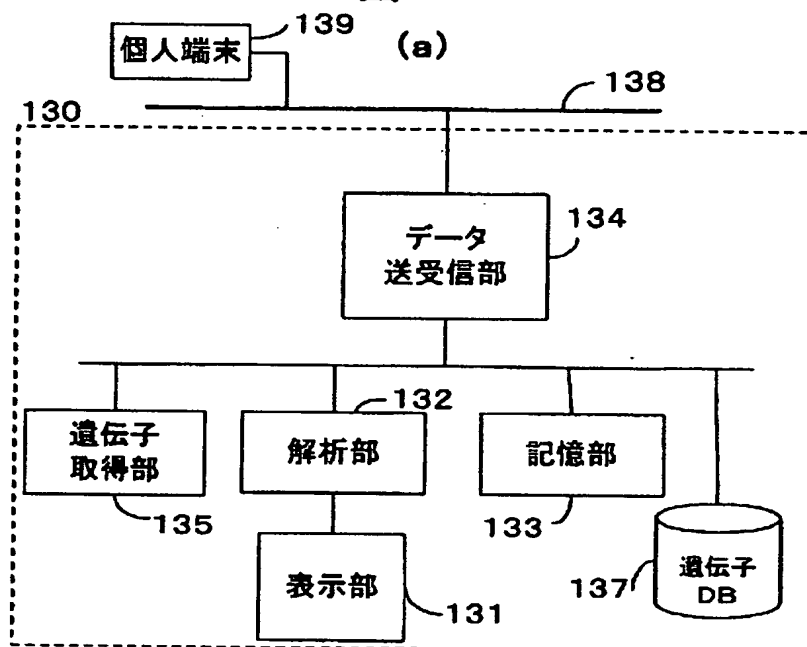 139
個人端末
(a)
138
130
134
データ
送受信部
132
遺伝子
取得部
解析部
記憶部
135
133
表示部
131
137
遺伝子
DB